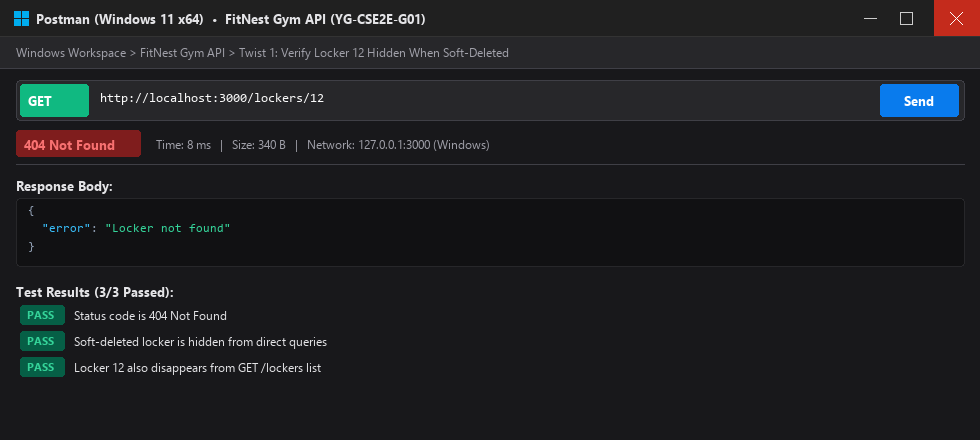 Postman (Windows 11 x64)  •  FitNest Gym API (YG-CSE2E-G01)
Windows Workspace > FitNest Gym API > Twist 1: Verify Locker 12 Hidden When Soft-Deleted
GET http://localhost:3000/lockers/12 Send
404 Not Found Time: 8 ms | Size: 340 B | Network: 127.0.0.1:3000 (Windows)
Response Body:
{
"error": "Locker not found"
}
Test Results (3/3 Passed):
PASS Status code is 404 Not Found
PASS Soft-deleted locker is hidden from direct queries
PASS Locker 12 also disappears from GET /lockers list